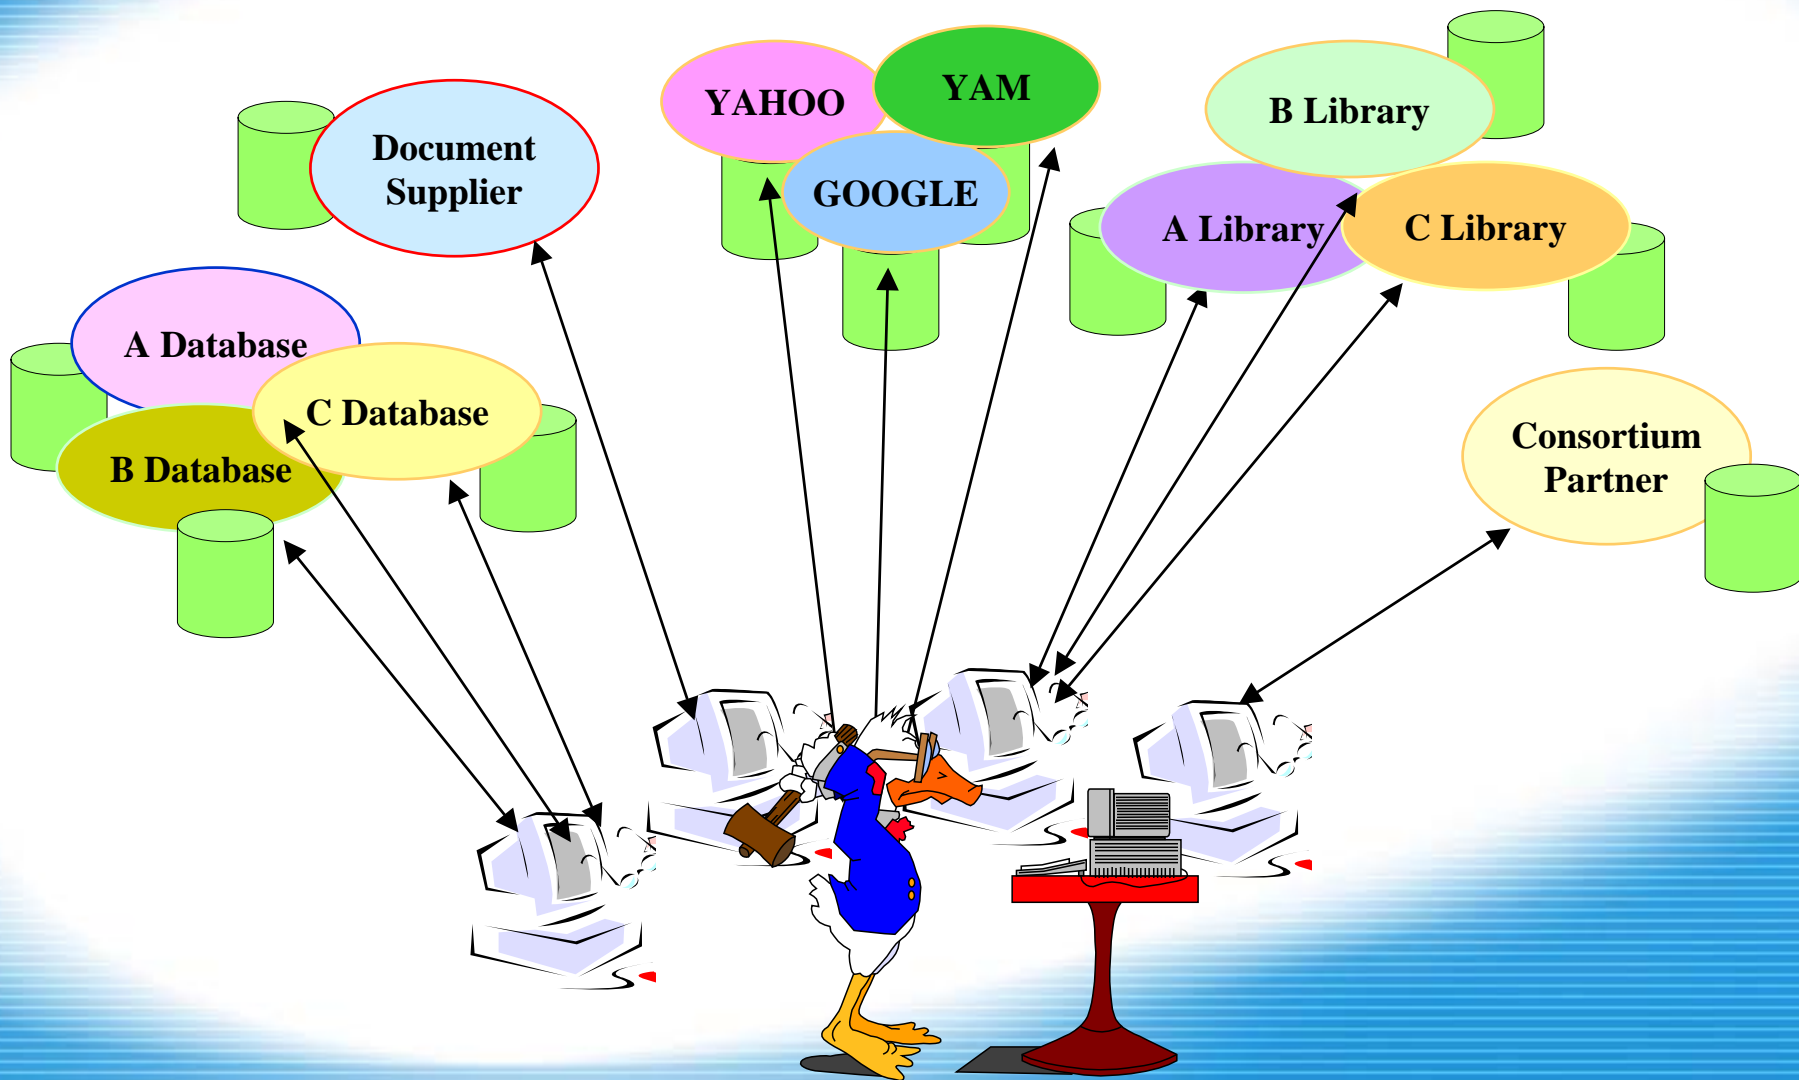 YAHOO
YAM
GOOGLE
B Library
A Library
C Library
Document
Supplier
A Database
C Database
B Database
Consortium
Partner